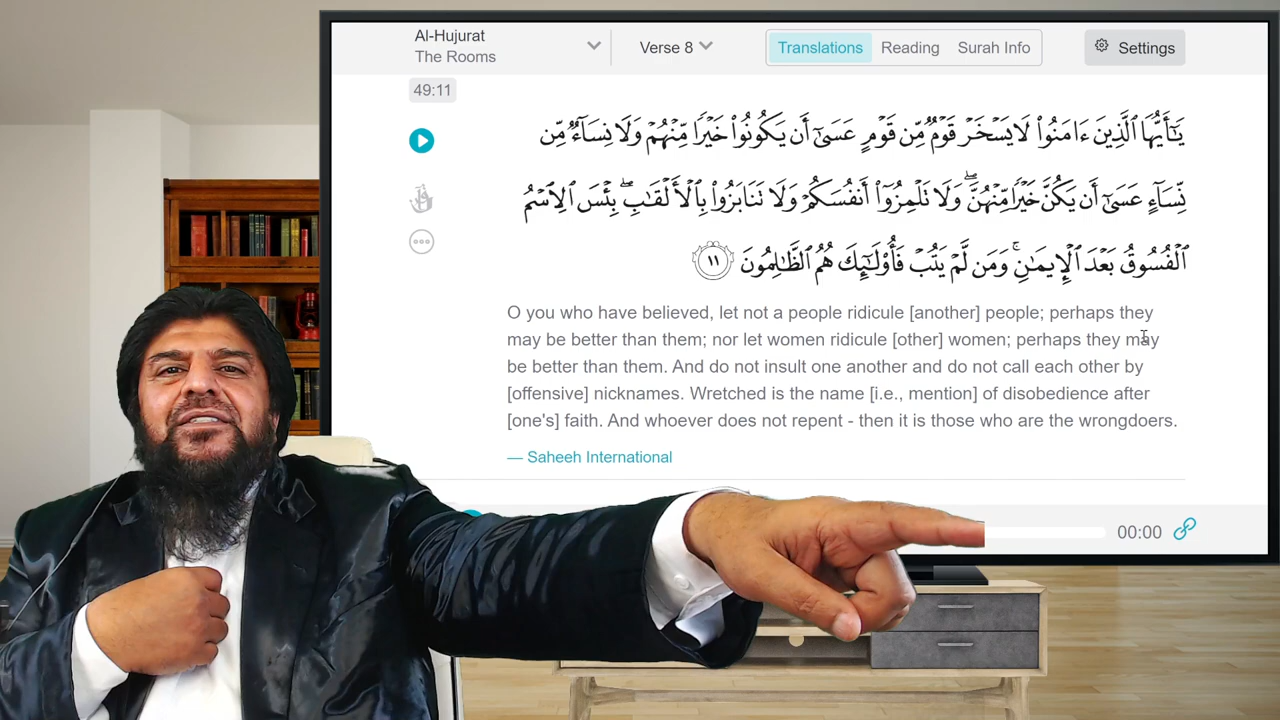 Al-Hujurat
The Rooms
Verse 8
Translations
Reading
Surah Info
Settings
49:11
يَـٰٓأَيُّهَا ٱلَّذِينَ ءَامَنُوا۟ لَا يَسْخَرْ قَوْمٌ مِّن قَوْمٍ عَسَىٰٓ أَن يَكُونُوا۟ خَيْرًا مِّنْهُمْ وَلَا نِسَآءٌ مِّن
نِّسَآءٍ عَسَىٰٓ أَن يَكُنَّ خَيْرًا مِّنْهُنَّ ۖ وَلَا تَلْمِزُوٓا۟ أَنفُسَكُمْ وَلَا تَنَابَزُوا۟ بِٱلْأَلْقَـٰبِ ۖ بِئْسَ ٱلِٱسْمُ
ٱلْفُسُوقُ بَعْدَ ٱلْإِيمَـٰنِ ۚ وَمَن لَّمْ يَتُبْ فَأُو۟لَـٰٓئِكَ هُمُ ٱلظَّـٰلِمُونَ ١١
O you who have believed, let not a people ridicule [another] people; perhaps they
may be better than them; nor let women ridicule [other] women; perhaps they may
be better than them. And do not insult one another and do not call each other by
[offensive] nicknames. Wretched is the name [i.e., mention] of disobedience after
[one's] faith. And whoever does not repent - then it is those who are the wrongdoers.
— Saheeh International
00:00